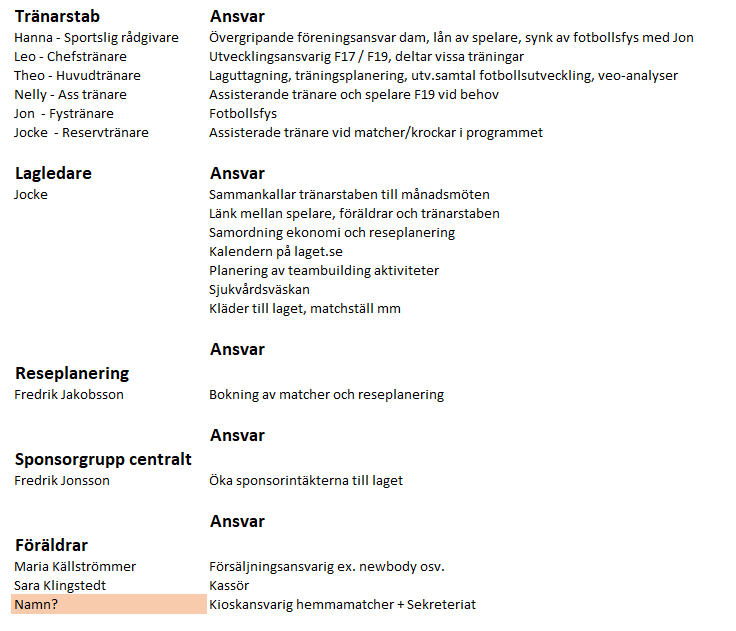 Tränarstab Ansvar
Hanna - Sportslig rådgivare Övergripande föreningsansvar dam, lån av spelare, synk av fotbollsfys med Jon
Leo - Chefstränare Utvecklingsansvarig F17 / F19, deltar vissa träningar
Theo - Huvudtränare Laguttagning, träningsplanering, utv.samtal fotbollsutveckling, veo-analyser
Nelly - Ass tränare Assisterande tränare och spelare F19 vid behov
Jon  - Fystränare Fotbollsfys
Jocke  - Reservtränare Assisterade tränare vid matcher/krockar i programmet
Lagledare Ansvar
Jocke Sammankallar tränarstaben till månadsmöten
Länk mellan spelare, föräldrar och tränarstaben
Samordning ekonomi och reseplanering
Kalendern på laget.se
Planering av teambuilding aktiviteter
Sjukvårdsväskan
Kläder till laget, matchställ mm
Ansvar
Reseplanering
Fredrik Jakobsson Bokning av matcher och reseplanering
Ansvar
Sponsorgrupp centralt
Fredrik Jonsson Öka sponsorintäkterna till laget
Ansvar
Föräldrar
Maria Källströmmer Försäljningsansvarig ex. newbody osv.
Sara Klingstedt Kassör
Namn? Kioskansvarig hemmamatcher + Sekreteriat